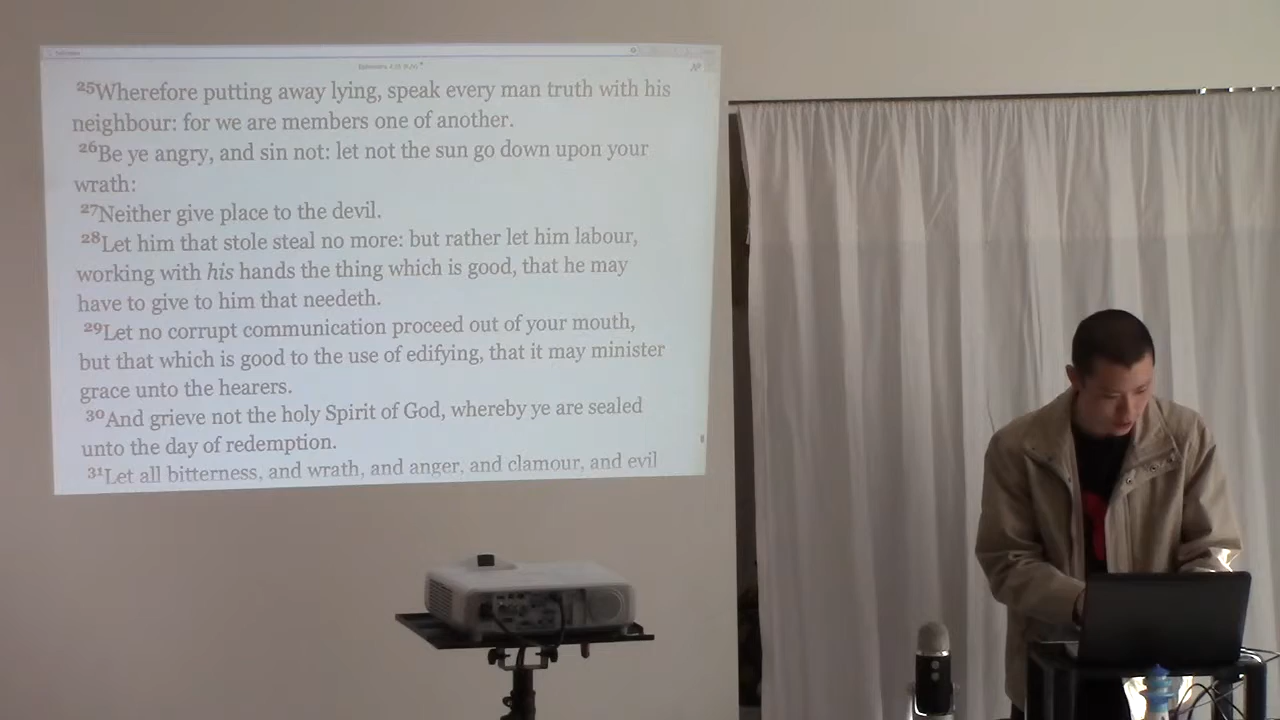 25Wherefore putting away lying, speak every man truth with his
neighbour: for we are members one of another.
26Be ye angry, and sin not: let not the sun go down upon your
wrath:
27Neither give place to the devil.
28Let him that stole steal no more: but rather let him labour,
working with his hands the thing which is good, that he may
have to give to him that needeth.
29Let no corrupt communication proceed out of your mouth,
but that which is good to the use of edifying, that it may minister
grace unto the hearers.
30And grieve not the holy Spirit of God, whereby ye are sealed
unto the day of redemption.
31Let all bitterness, and wrath, and anger, and clamour, and evil